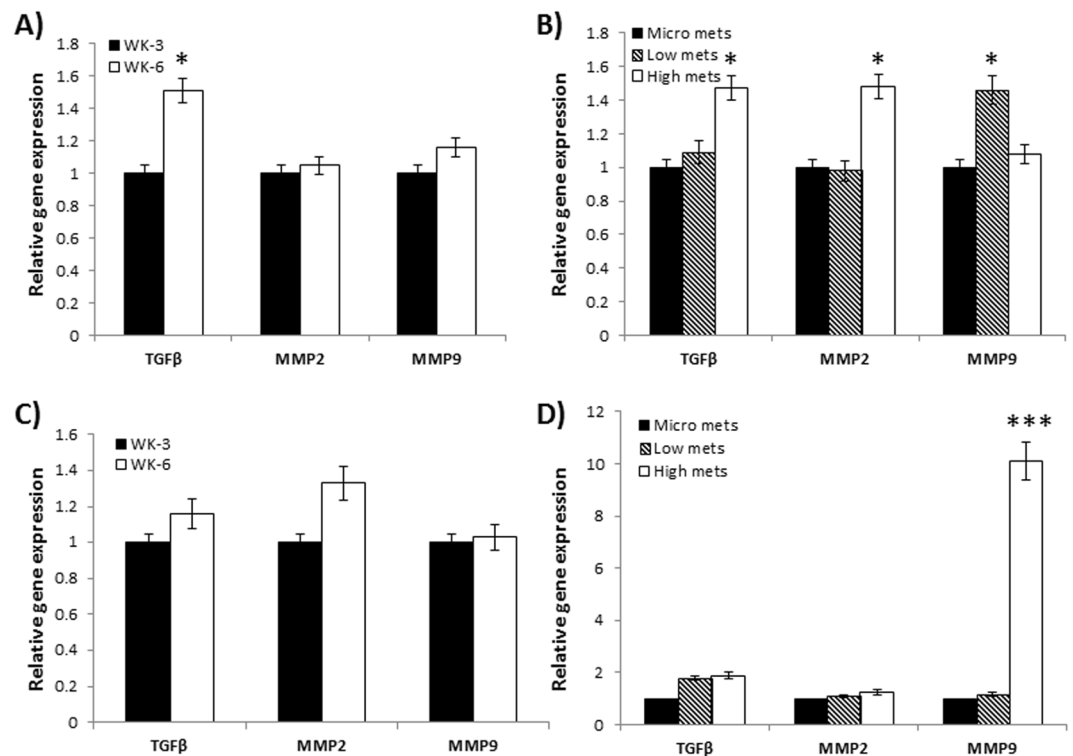 A)
Relative gene expression
1.8
1.6
1.4
1.2
1
0.8
0.6
0.4
0.2
0
WK-3
WK-6
*
TGFβ MMP2 MMP9
B)
Relative gene expression
1.8
1.6
1.4
1.2
1
0.8
0.6
0.4
0.2
0
Micro mets
Low mets
High mets
* * *
TGFβ MMP2 MMP9
C)
Relative gene expression
1.6
1.4
1.2
1
0.8
0.6
0.4
0.2
0
WK-3
WK-6
TGFβ MMP2 MMP9
D)
Relative gene expression
12
10
8
6
4
2
0
Micro mets
Low mets
High mets
***
TGFβ MMP2 MMP9